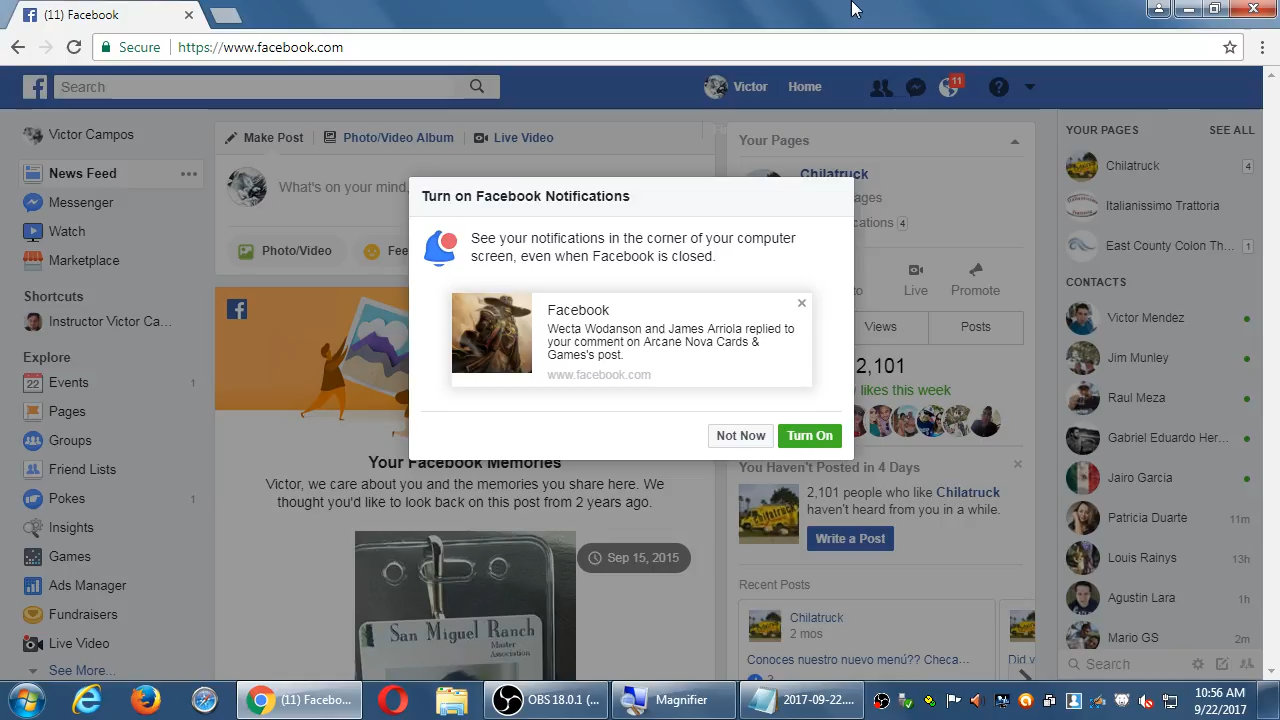 (11) Facebook
Secure https://www.facebook.com
Search
Victor
Home
11
Victor Campos
News Feed
Messenger
Watch
Marketplace
Shortcuts
Instructor Victor Ca...
Explore
22 Events 1
Pages
Groups
Friend Lists
Pokes 1
Insights
Games
Ads Manager
Fundraisers
Live Video
See More...
Make Post
Photo/Video Album
Live Video
What's on your mind,
Photo/Video
Fee
Turn on Facebook Notifications
See your notifications in the corner of your computer
screen, even when Facebook is closed.
Facebook
Wecta Wodanson and James Arriola replied to
your comment on Arcane Nova Cards &
Games's post.
www.facebook.com
Not Now
Turn On
Your Facebook Memories
Victor, we care about you and the memories you share here. We
thought you'd like to look back on this post from 2 years ago.
Sep 15, 2015
San Miguel Ranch
Master
Association
Your Pages
Chilatruck
ages
cations 4
to
Live
Promote
Views
Posts
2,101
likes this week
You Haven't Posted in 4 Days
2,101 people who like Chilatruck
haven't heard from you in a while.
Write a Post
Recent Posts
Chilatruck
2 mos
Conoces nuestro nuevo menú?? Checa...
2
Did v
YOUR PAGES SEE ALL
Chilatruck 4
Italianissimo Trattoria
East County Colon Th... 1
CONTACTS
Victor Mendez
Jim Munley
Raul Meza
Gabriel Eduardo Her...
Jairo Garcia
Patricia Duarte 11m
Louis Rainys 13h
Agustin Lara 1h
Mario GS 2m
Search
(11) Facebo...
OBS 18.0.1 (...
Magnifier
2017-09-22....
10:56 AM
9/22/2017